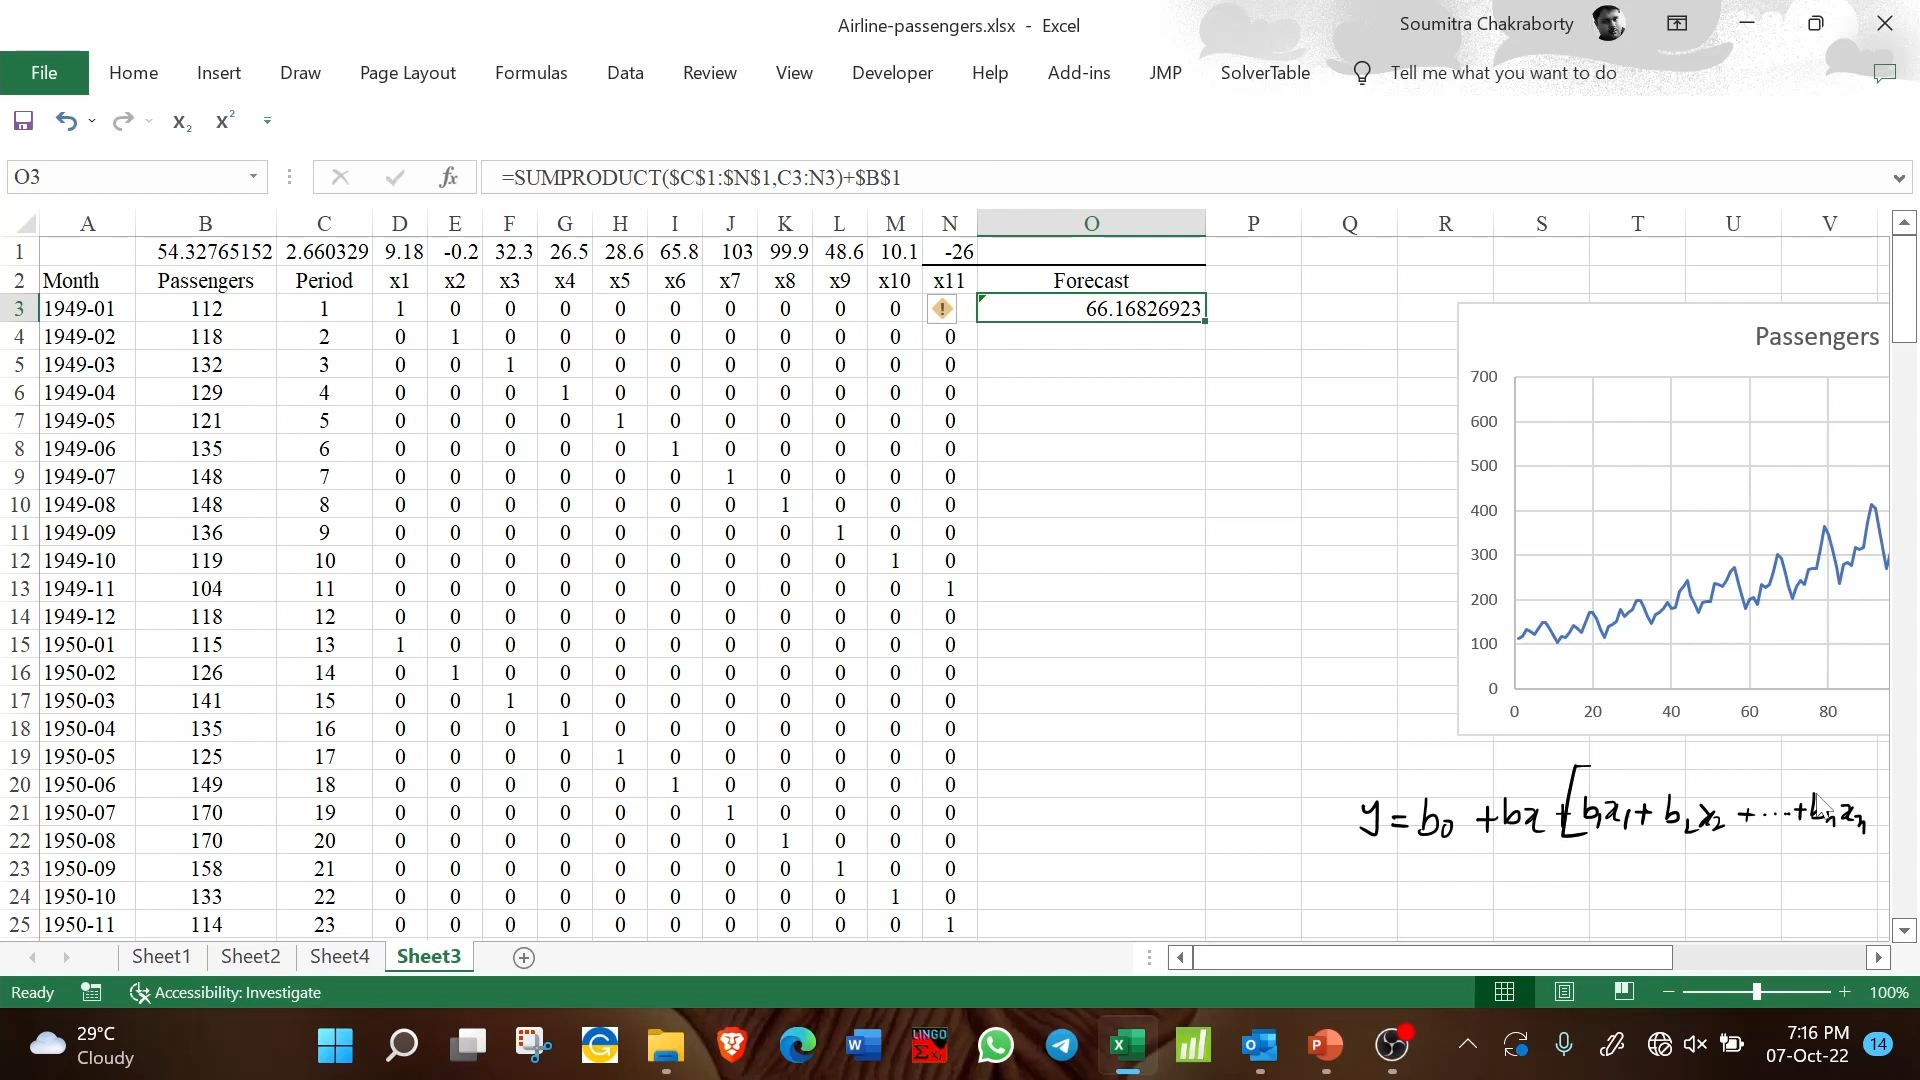 Airline-passengers.xlsx - Excel
Soumitra Chakraborty
File Home Insert Draw Page Layout Formulas Data Review View Developer Help Add-ins JMP SolverTable Tell me what you want to do
X₂ X²
O3 fx =SUMPRODUCT($C$1:$N$1,C3:N3)+$B$1
A B C D E F G H I J K L M N O P Q R S T U V
1 54.32765152 2.660329 9.18 -0.2 32.3 26.5 28.6 65.8 103 99.9 48.6 10.1 -26
2 Month Passengers Period x1 x2 x3 x4 x5 x6 x7 x8 x9 x10 x11 Forecast
3 1949-01 112 1 1 0 0 0 0 0 0 0 0 0 ! 66.16826923
4 1949-02 118 2 0 1 0 0 0 0 0 0 0 0 0
5 1949-03 132 3 0 0 1 0 0 0 0 0 0 0 0
6 1949-04 129 4 0 0 0 1 0 0 0 0 0 0 0
7 1949-05 121 5 0 0 0 0 1 0 0 0 0 0 0
8 1949-06 135 6 0 0 0 0 0 1 0 0 0 0 0
9 1949-07 148 7 0 0 0 0 0 0 1 0 0 0 0
10 1949-08 148 8 0 0 0 0 0 0 0 1 0 0 0
11 1949-09 136 9 0 0 0 0 0 0 0 0 1 0 0
12 1949-10 119 10 0 0 0 0 0 0 0 0 0 1 0
13 1949-11 104 11 0 0 0 0 0 0 0 0 0 0 1
14 1949-12 118 12 0 0 0 0 0 0 0 0 0 0 0
15 1950-01 115 13 1 0 0 0 0 0 0 0 0 0 0
16 1950-02 126 14 0 1 0 0 0 0 0 0 0 0 0
17 1950-03 141 15 0 0 1 0 0 0 0 0 0 0 0
18 1950-04 135 16 0 0 0 1 0 0 0 0 0 0 0
19 1950-05 125 17 0 0 0 0 1 0 0 0 0 0 0
20 1950-06 149 18 0 0 0 0 0 1 0 0 0 0 0
21 1950-07 170 19 0 0 0 0 0 0 1 0 0 0 0
22 1950-08 170 20 0 0 0 0 0 0 0 1 0 0 0
23 1950-09 158 21 0 0 0 0 0 0 0 0 1 0 0
24 1950-10 133 22 0 0 0 0 0 0 0 0 0 1 0
25 1950-11 114 23 0 0 0 0 0 0 0 0 0 0 1
Passengers
700
600
500
400
300
200
100
0
0 20 40 60 80
y = b₀ + bx + [b₁x₁ + b₂x₂ + ... + bₙxₙ
Sheet1 Sheet2 Sheet4 Sheet3
Ready Accessibility: Investigate 100%
29°C
Cloudy
LINGO
7:16 PM
07-Oct-22
14